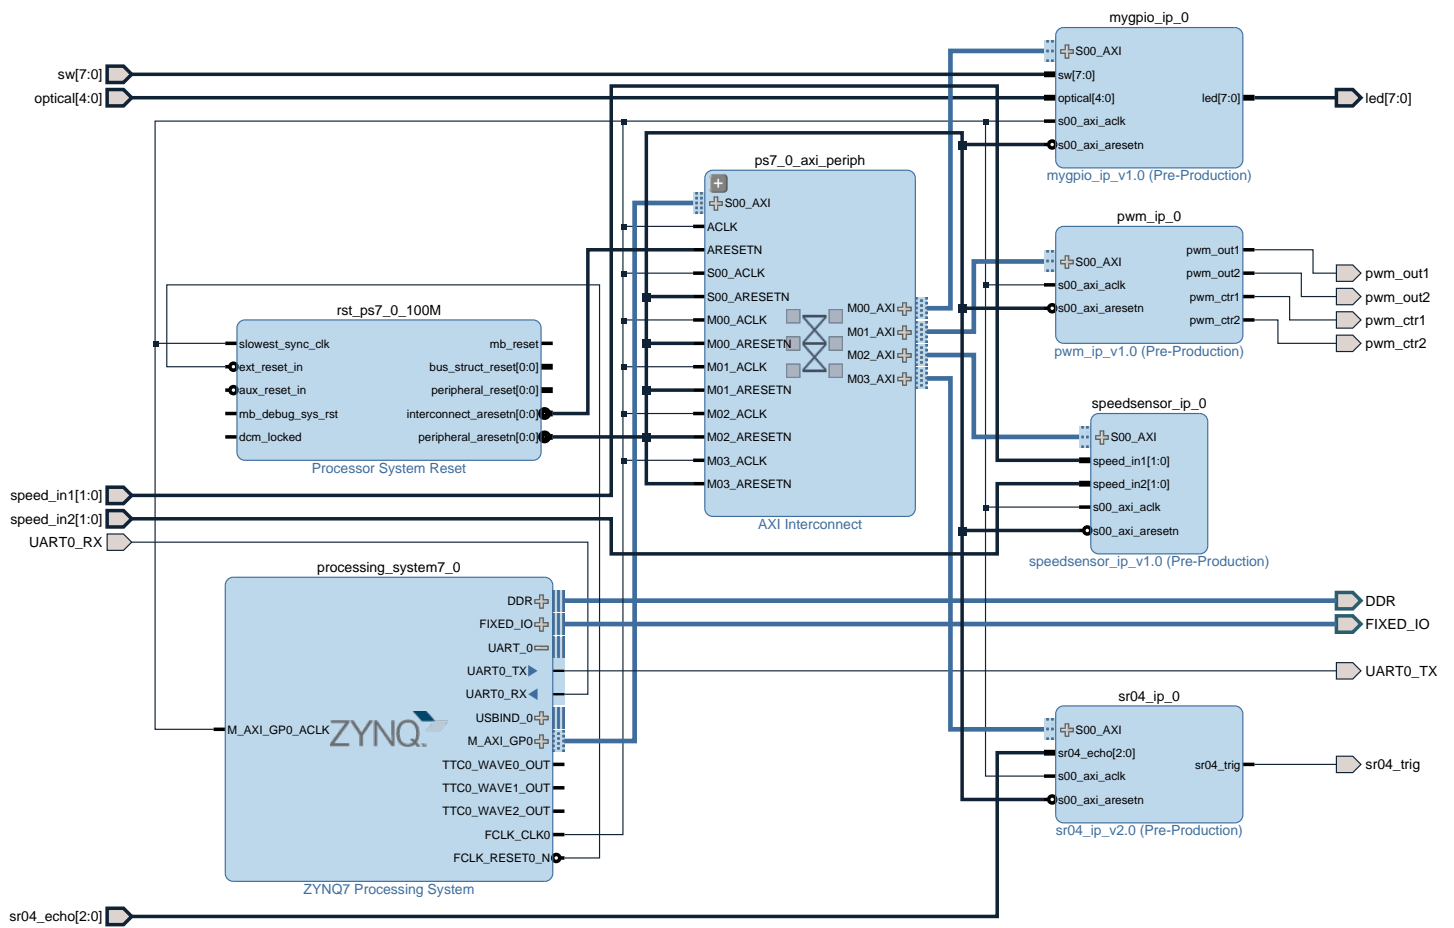 sw[7:0]
optical[4:0]
speed_in1[1:0]
speed_in2[1:0]
UART0_RX
sr04_echo[2:0]
rst_ps7_0_100M
slowest_sync_clk
ext_reset_in
aux_reset_in
mb_debug_sys_rst
dcm_locked
mb_reset
bus_struct_reset[0:0]
peripheral_reset[0:0]
interconnect_aresetn[0:0]
peripheral_aresetn[0:0]
Processor System Reset
processing_system7_0
M_AXI_GP0_ACLK
ZYNQ
DDR
FIXED_IO
UART_0
UART0_TX
UART0_RX
USBIND_0
M_AXI_GP0
TTC0_WAVE0_OUT
TTC0_WAVE1_OUT
TTC0_WAVE2_OUT
FCLK_CLK0
FCLK_RESET0_N
ZYNQ7 Processing System
ps7_0_axi_periph
S00_AXI
ACLK
ARESETN
S00_ACLK
S00_ARESETN
M00_ACLK
M00_ARESETN
M01_ACLK
M01_ARESETN
M02_ACLK
M02_ARESETN
M03_ACLK
M03_ARESETN
M00_AXI
M01_AXI
M02_AXI
M03_AXI
AXI Interconnect
mygpio_ip_0
S00_AXI
sw[7:0]
optical[4:0]
s00_axi_aclk
s00_axi_aresetn
led[7:0]
mygpio_ip_v1.0 (Pre-Production)
pwm_ip_0
S00_AXI
s00_axi_aclk
s00_axi_aresetn
pwm_out1
pwm_out2
pwm_ctr1
pwm_ctr2
pwm_ip_v1.0 (Pre-Production)
speedsensor_ip_0
S00_AXI
speed_in1[1:0]
speed_in2[1:0]
s00_axi_aclk
s00_axi_aresetn
speedsensor_ip_v1.0 (Pre-Production)
sr04_ip_0
S00_AXI
sr04_echo[2:0]
s00_axi_aclk
s00_axi_aresetn
sr04_trig
sr04_ip_v2.0 (Pre-Production)
led[7:0]
pwm_out1
pwm_out2
pwm_ctr1
pwm_ctr2
DDR
FIXED_IO
UART0_TX
sr04_trig